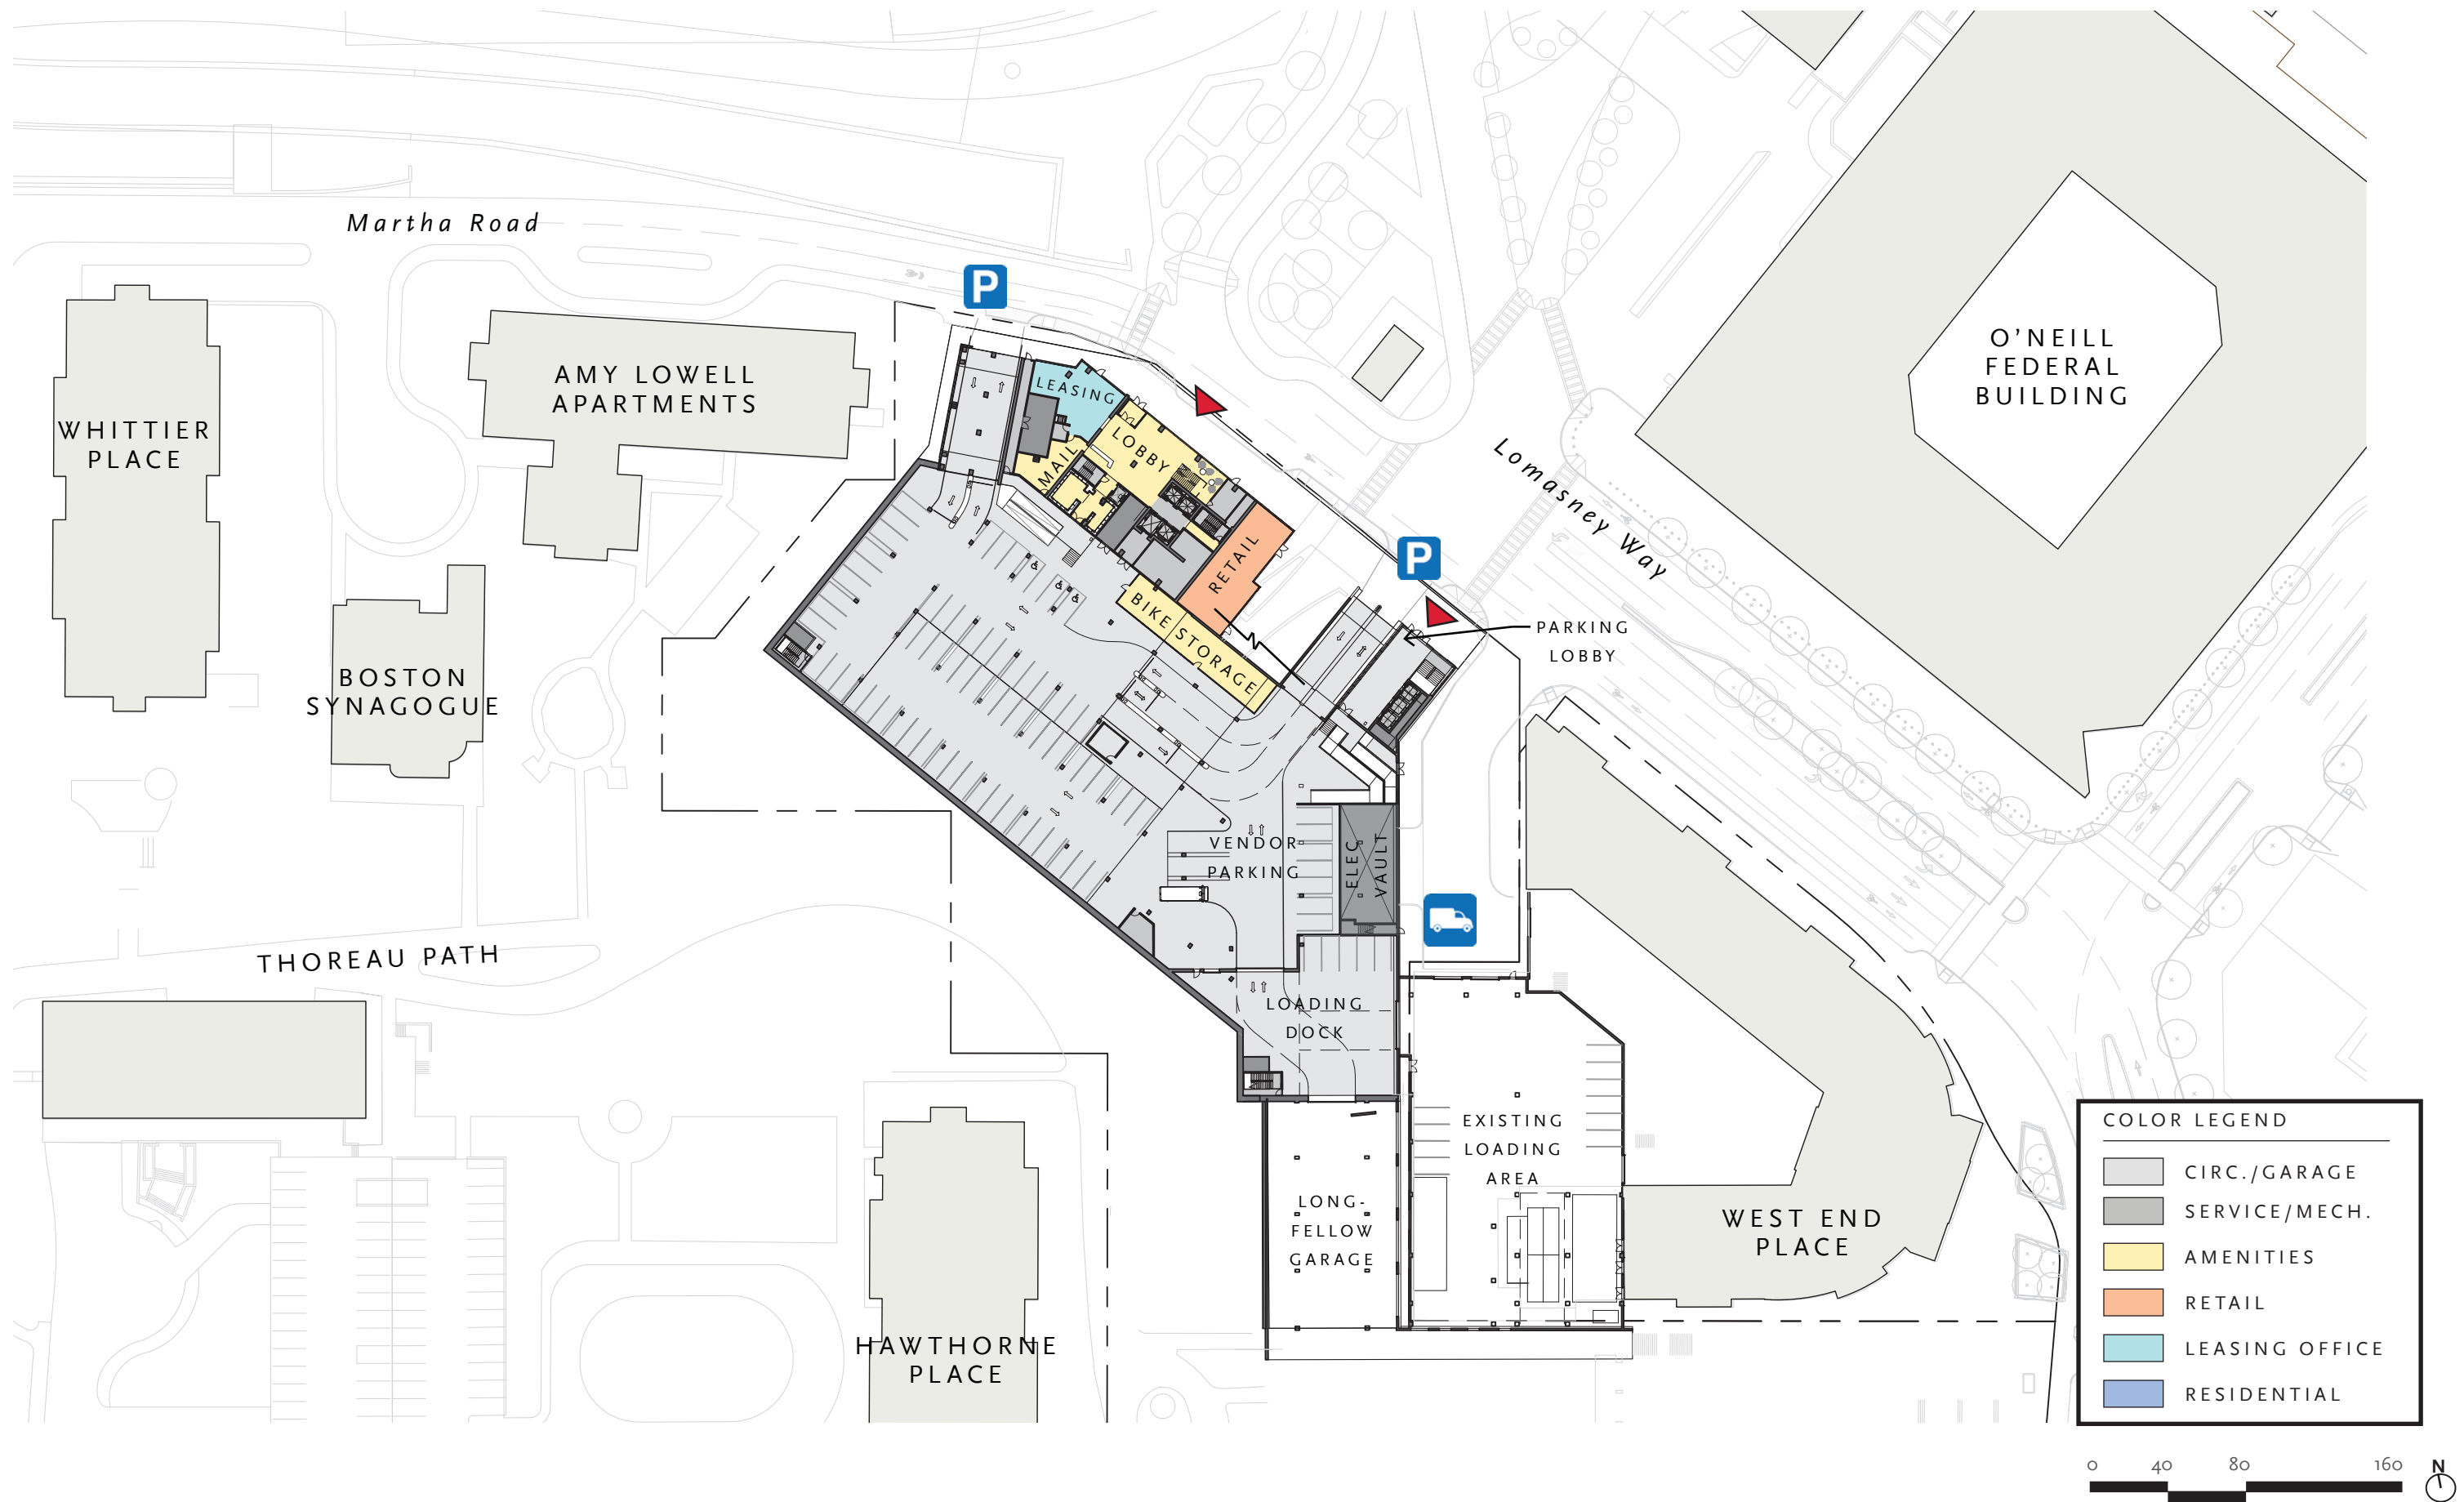 Martha Road
P
O'NEILL
FEDERAL
BUILDING
AMY LOWELL
APARTMENTS
LEASING
WHITTIER
PLACE
LOBBY
MAIL
Lomasney Way
P
RETAIL
BIKE STORAGE
N
PARKING
LOBBY
BOSTON
SYNAGOGUE
VENDOR
PARKING
ELEC
VAULT
THOREAU PATH
LOADING
DOCK
EXISTING
LOADING
AREA
LONG-
FELLOW
GARAGE
WEST END
PLACE
HAWTHORNE
PLACE
COLOR LEGEND
CIRC./GARAGE
SERVICE/MECH.
AMENITIES
RETAIL
LEASING OFFICE
RESIDENTIAL
0 40 80 160
N